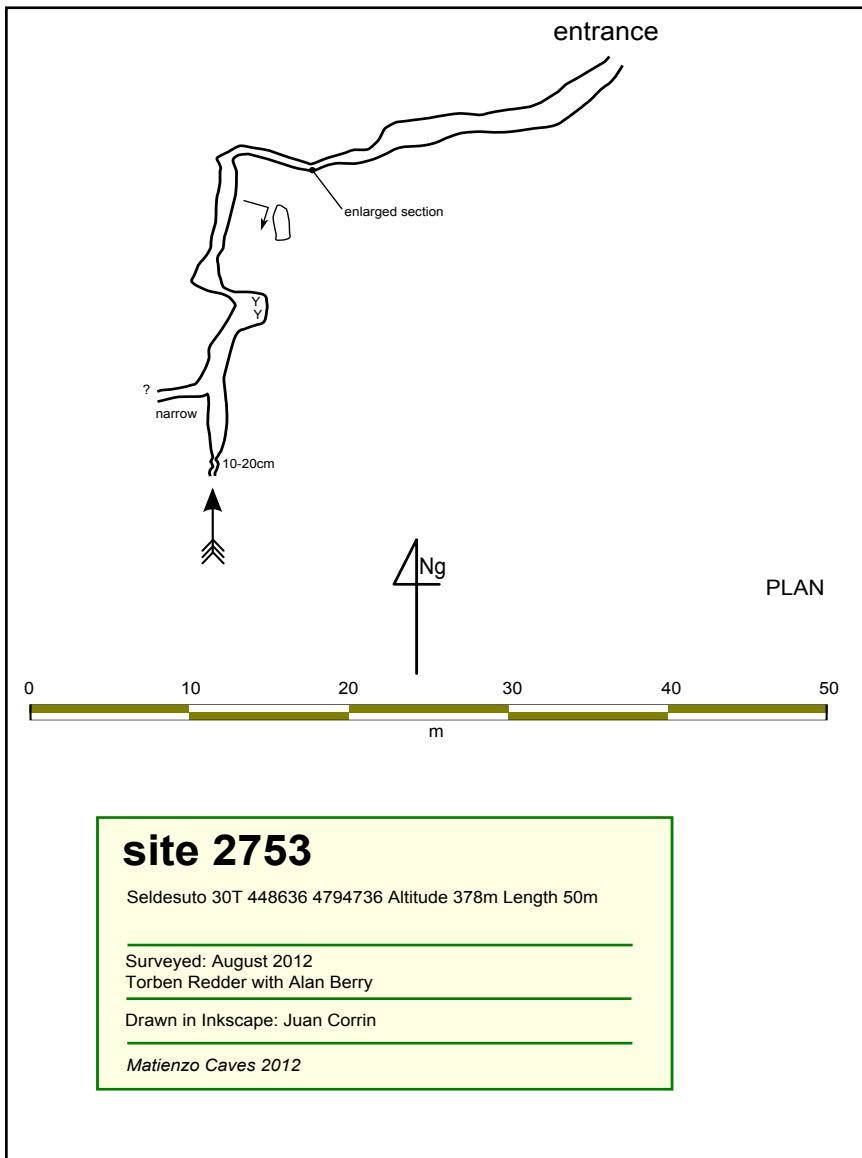 entrance
enlarged section
Y
Y
?
narrow
10-20cm
Ng
PLAN
0 10 20 30 40 50
m
site 2753
Seldesuto 30T 448636 4794736 Altitude 378m Length 50m
Surveyed: August 2012
Torben Redder with Alan Berry
Drawn in Inkscape: Juan Corrin
Matienzo Caves 2012